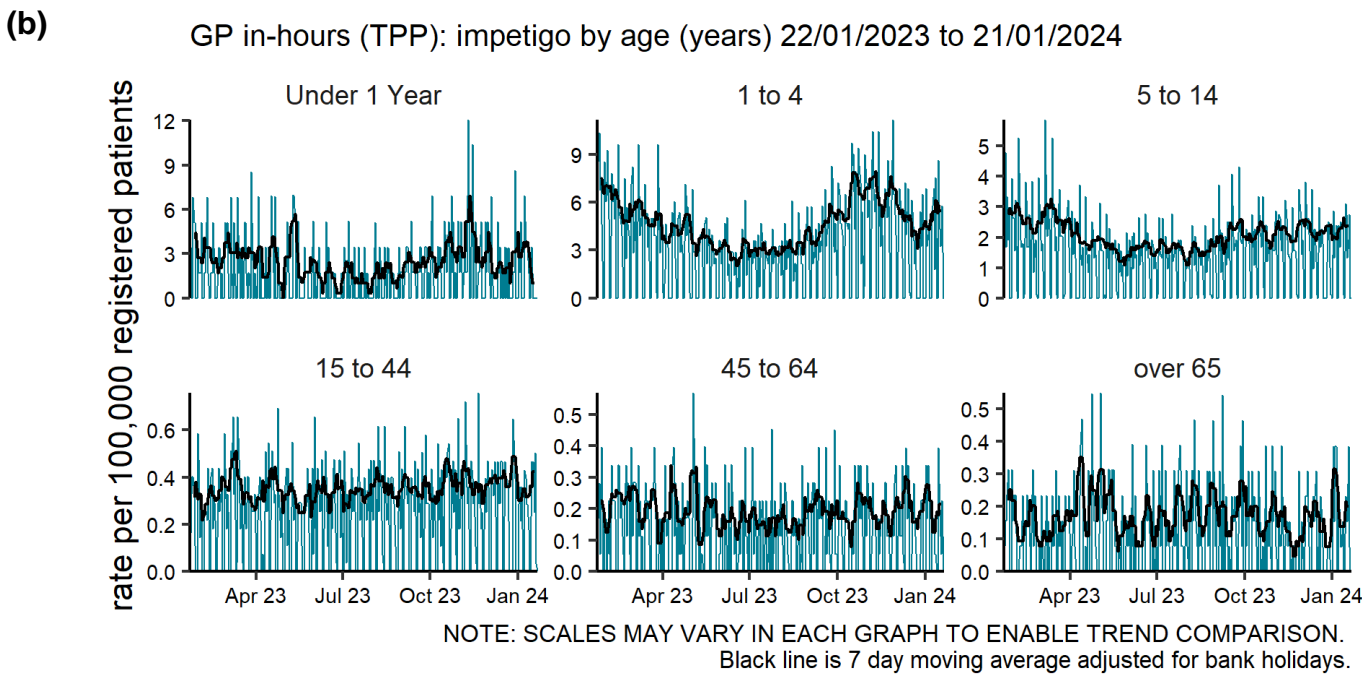 (b)
GP in-hours (TPP): impetigo by age (years) 22/01/2023 to 21/01/2024
rate per 100,000 registered patients
Under 1 Year
12
9
6
3
0
1 to 4
9
6
3
0
5 to 14
5
4
3
2
1
0
15 to 44
0.6
0.4
0.2
0.0
Apr 23 Jul 23 Oct 23 Jan 24
45 to 64
0.5
0.4
0.3
0.2
0.1
0.0
Apr 23 Jul 23 Oct 23 Jan 24
over 65
0.5
0.4
0.3
0.2
0.1
0.0
Apr 23 Jul 23 Oct 23 Jan 24
NOTE: SCALES MAY VARY IN EACH GRAPH TO ENABLE TREND COMPARISON.
Black line is 7 day moving average adjusted for bank holidays.